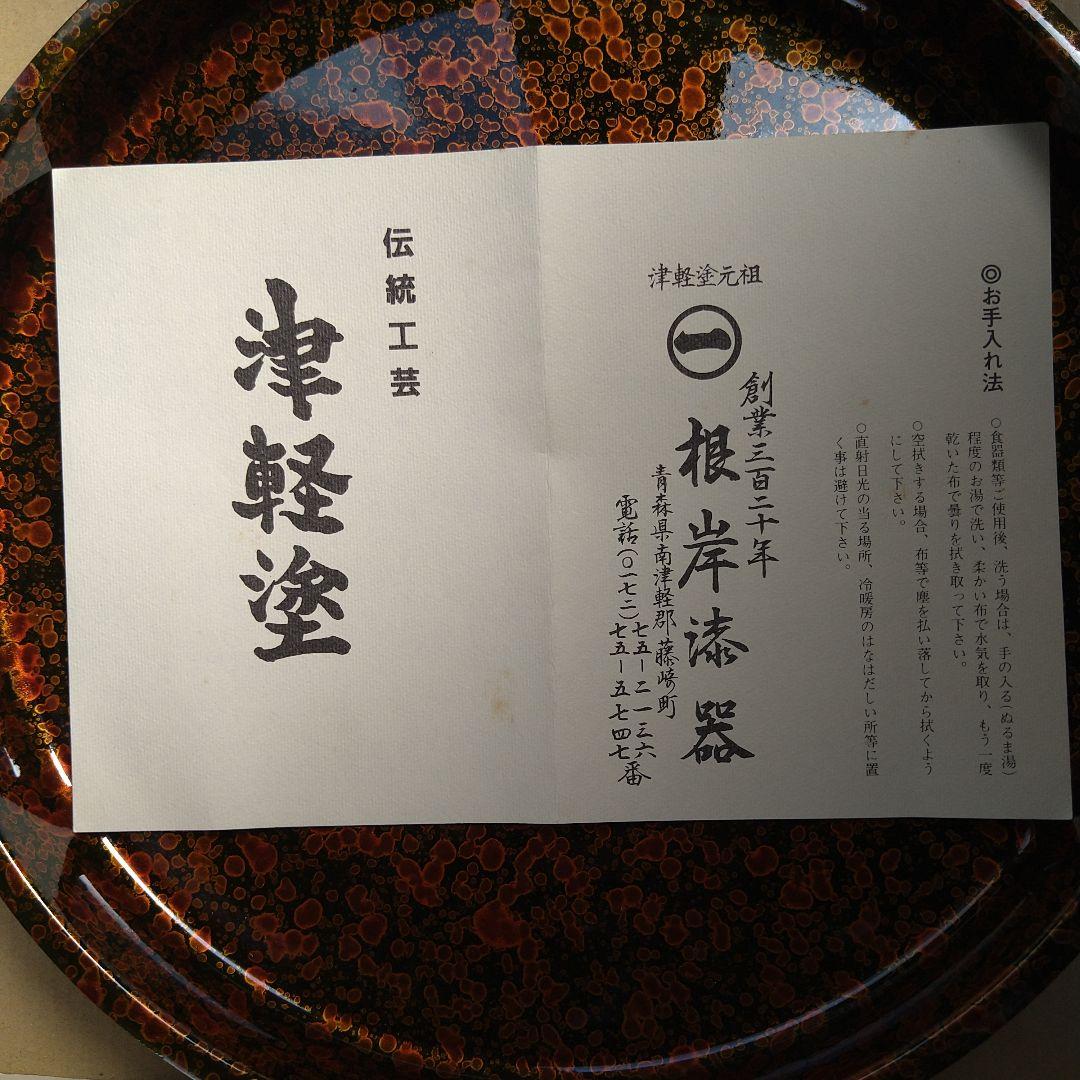 ◎お手入れ法
○食器類等ご使用後、洗う場合は、手の入る(ぬるま湯)
程度のお湯で洗い、柔かい布で水気を取り、もう一度
乾いた布で曇りを拭き取って下さい。
○空拭きする場合、布等で塵を払い落してから拭くよう
にして下さい。
○直射日光の当る場所、冷暖房のはなはだしい所等に置
く事は避けて下さい。
津軽塗元祖
一
創業三百二十年
根岸漆器
青森県南津軽郡藤崎町
電話(〇一七二)七五ー二一三六
七五ー五七四七番
伝統工芸
津軽塗